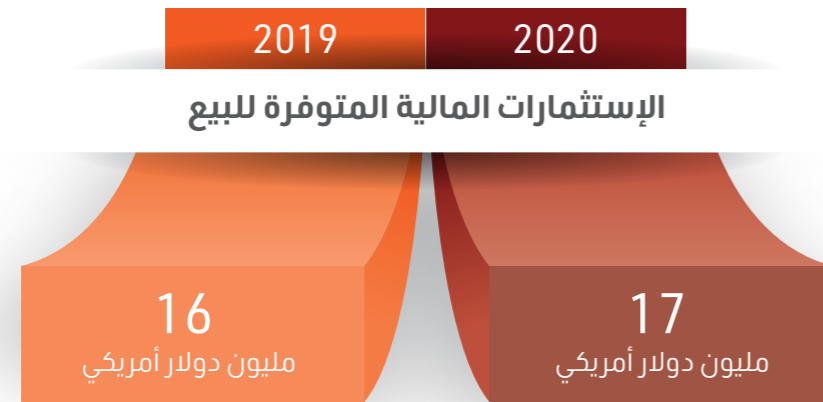 2020
2019
الإستثمارات المالية المتوفرة للبيع
17
مليون دولار أمريكي
16
مليون دولار أمريكي